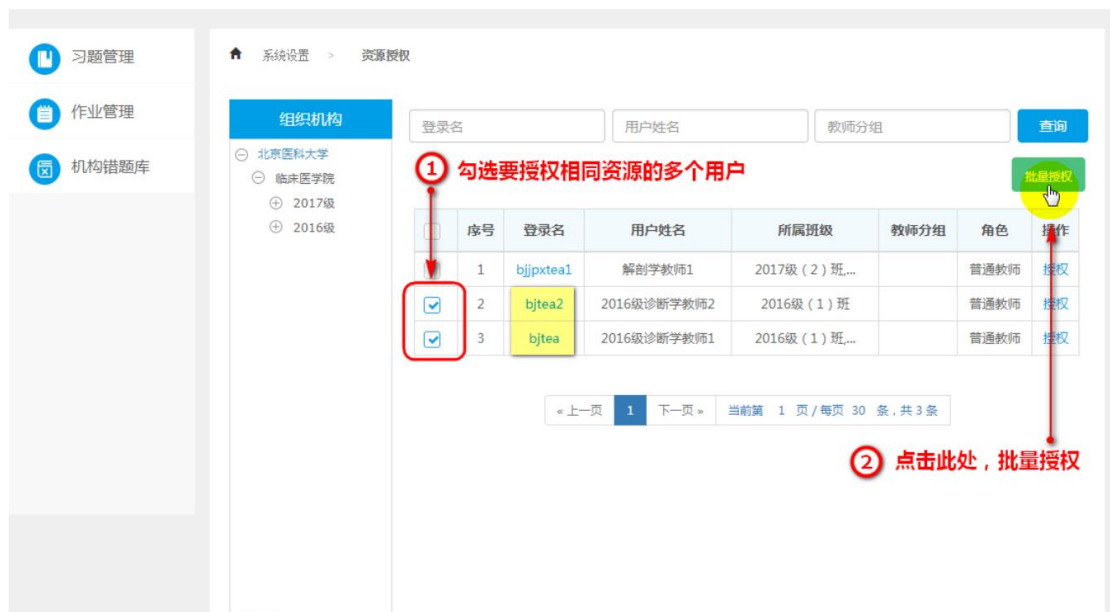 习题管理
作业管理
机构错题库
系统设置 > 资源授权
组织机构
北京医科大学
临床医学院
2017级
2016级
登录名 用户姓名 教师分组 查询
① 勾选要授权相同资源的多个用户
批量授权
序号 登录名 用户姓名 所属班级 教师分组 角色 操作
1 bjjpxtea1 解剖学教师1 2017级(2)班,... 普通教师 授权
2 bjtea2 2016级诊断学教师2 2016级(1)班 普通教师 授权
3 bjtea 2016级诊断学教师1 2016级(1)班,... 普通教师 授权
« 上一页 1 下一页 » 当前第 1 页/每页 30 条,共3条
② 点击此处,批量授权